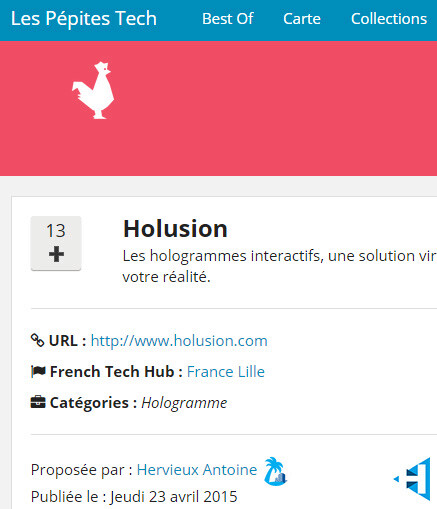 Les Pépites Tech Best Of Carte Collections
13
Holusion
Les hologrammes interactifs, une solution vir
votre réalité.
URL : http://www.holusion.com
French Tech Hub : France Lille
Catégories : Hologramme
Proposée par : Hervieux Antoine
Publiée le : Jeudi 23 avril 2015